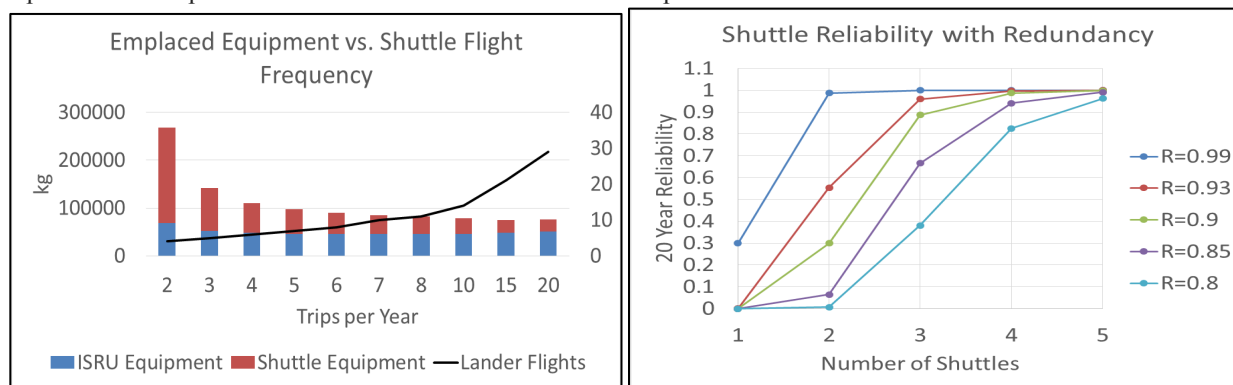 Emplaced Equipment vs. Shuttle Flight
Frequency
300000
200000
100000
0
kg
40
30
20
10
0
2 3 4 5 6 7 8 10 15 20
Trips per Year
ISRU Equipment Shuttle Equipment Lander Flights
Shuttle Reliability with Redundancy
1.1
1
0.9
0.8
0.7
0.6
0.5
0.4
0.3
0.2
0.1
0
20 Year Reliability
1 2 3 4 5
Number of Shuttles
R=0.99
R=0.93
R=0.9
R=0.85
R=0.8